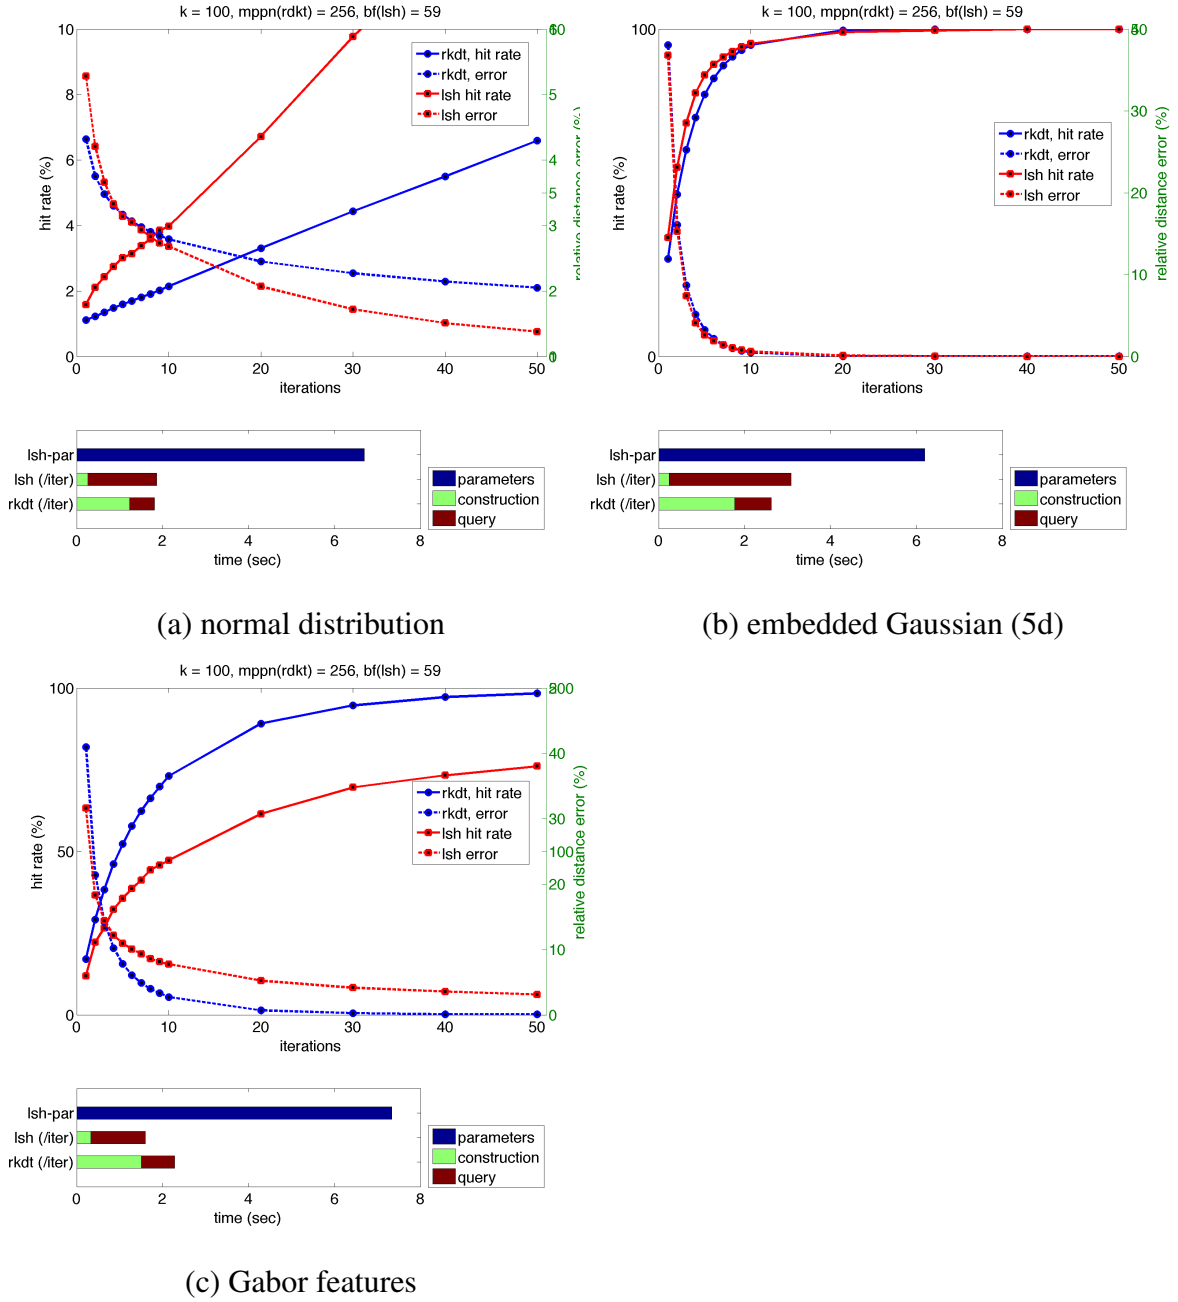 k = 100, mppn(rdkt) = 256, bf(lsh) = 59
10
8
6
4
2
0
hit rate (%)
rkdt, hit rate
rkdt, error
lsh hit rate
lsh error
5
4
5
3
2
1
relative distance error (%)
0 10 20 30 40 50
iterations
lsh-par
lsh (/iter)
rkdt (/iter)
parameters
construction
query
0 2 4 6 8
time (sec)
(a) normal distribution
k = 100, mppn(rdkt) = 256, bf(lsh) = 59
100
50
0
hit rate (%)
rkdt, hit rate
rkdt, error
lsh hit rate
lsh error
30
20
10
0
relative distance error (%)
0 10 20 30 40 50
iterations
lsh-par
lsh (/iter)
rkdt (/iter)
parameters
construction
query
0 2 4 6 8
time (sec)
(b) embedded Gaussian (5d)
k = 100, mppn(rdkt) = 256, bf(lsh) = 59
100
50
0
hit rate (%)
rkdt, hit rate
rkdt, error
lsh hit rate
lsh error
40
30
100
20
10
0
relative distance error (%)
0 10 20 30 40 50
iterations
lsh-par
lsh (/iter)
rkdt (/iter)
parameters
construction
query
0 2 4 6 8
time (sec)
(c) Gabor features